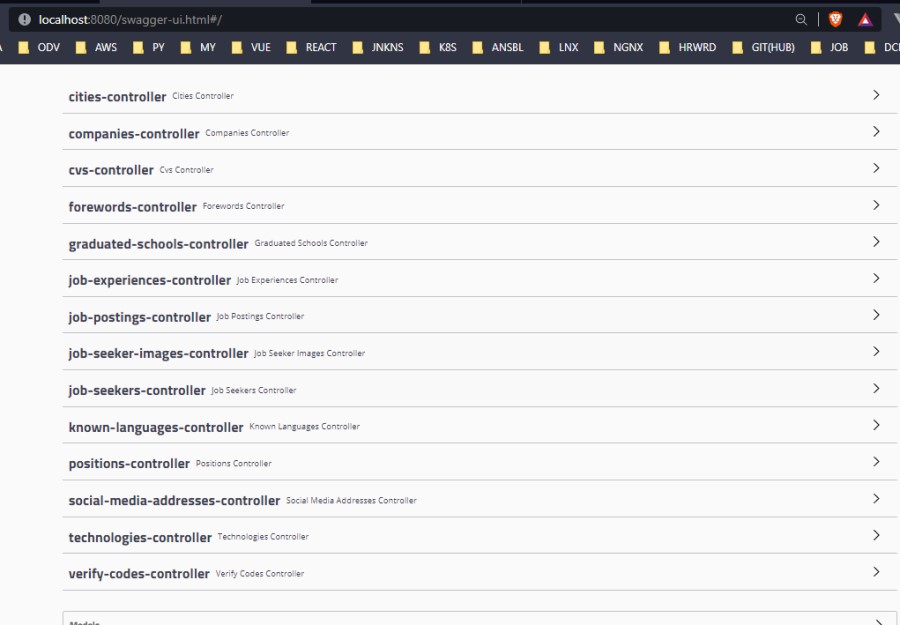 localhost:8080/swagger-ui.html#/
ODV AWS PY MY VUE REACT JNKNS K8S ANSBL LNX NGNX HRWRD GIT(HUB) JOB
cities-controller Cities Controller
companies-controller Companies Controller
cvs-controller Cvs Controller
forewords-controller Forewords Controller
graduated-schools-controller Graduated Schools Controller
job-experiences-controller Job Experiences Controller
job-postings-controller Job Postings Controller
job-seeker-images-controller Job Seeker Images Controller
job-seekers-controller Job Seekers Controller
known-languages-controller Known Languages Controller
positions-controller Positions Controller
social-media-addresses-controller Social Media Addresses Controller
technologies-controller Technologies Controller
verify-codes-controller Verify Codes Controller
Models